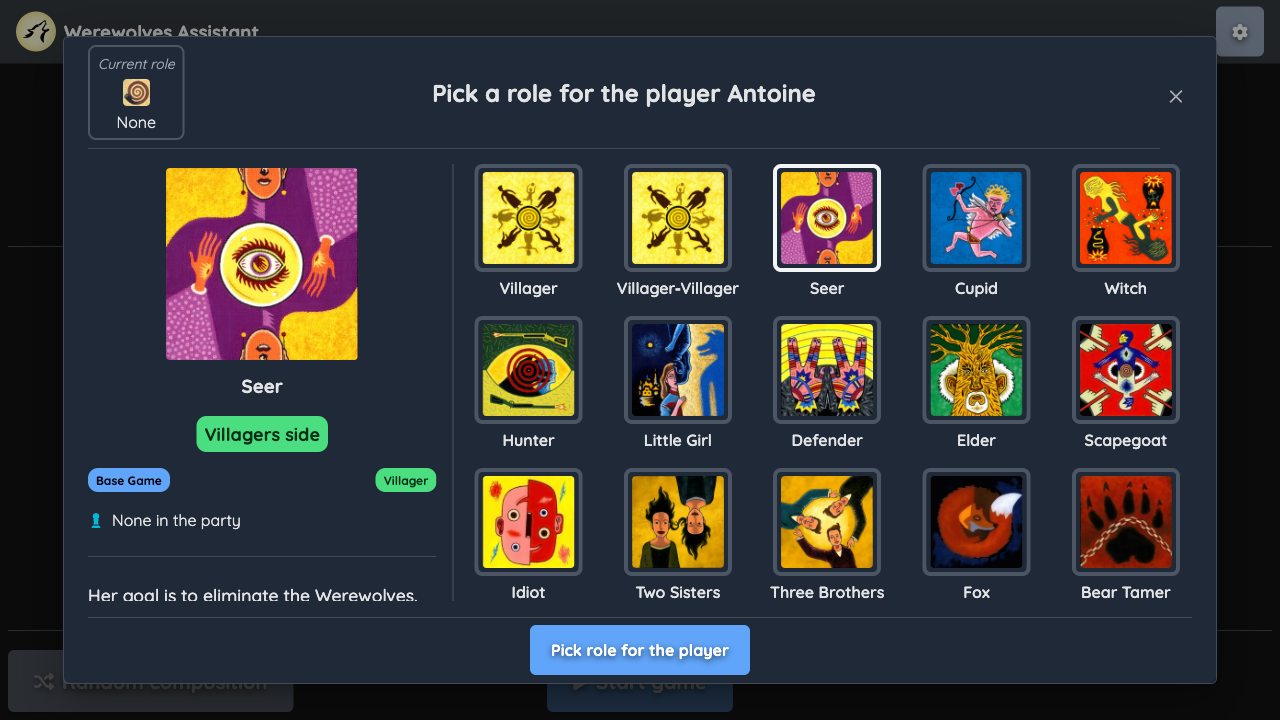 Werewolves Assistant
Current role
None
Pick a role for the player Antoine
Seer
Villagers side
Base Game
Villager
None in the party
Her goal is to eliminate the Werewolves.
Villager
Villager-Villager
Seer
Cupid
Witch
Hunter
Little Girl
Defender
Elder
Scapegoat
Idiot
Two Sisters
Three Brothers
Fox
Bear Tamer
Pick role for the player
Random composition
Start game